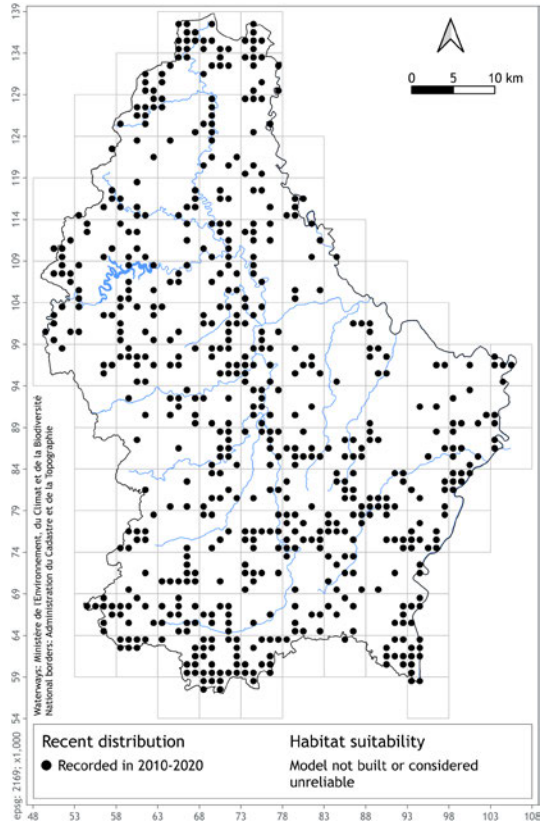 139
134
129
124
119
114
109
104
99
94
89
84
79
74
69
64
59
54
0 5 10 km
Waterways: Ministère de l'Environnement, du Climat et de la Biodiversité
National borders: Administration du Cadastre et de la Topographie
epsg: 2169; x1,000
Recent distribution
Recorded in 2010-2020
Habitat suitability
Model not built or considered
unreliable
48 53 58 63 68 73 78 83 88 93 98 103 108